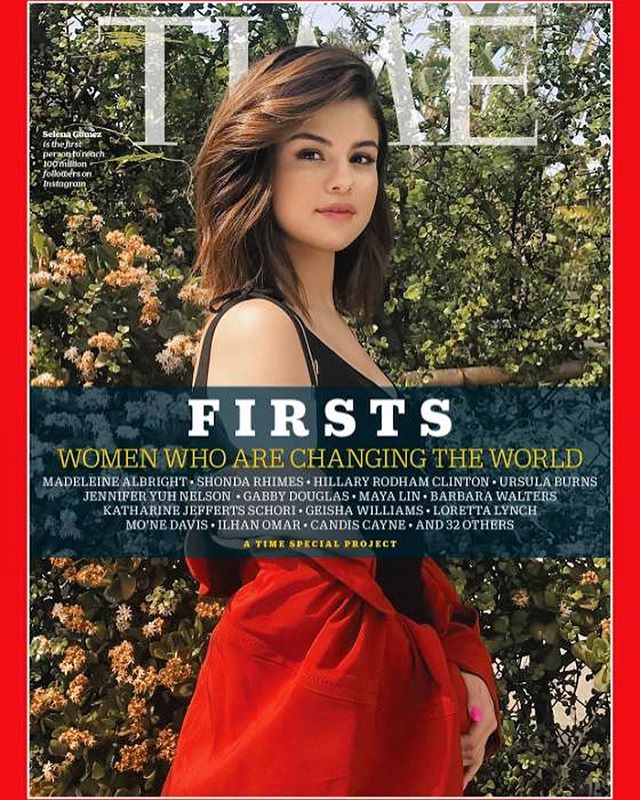 TIME
Selena Gomez
is the first
person to reach
100 million
followers on
Instagram
FIRSTS
WOMEN WHO ARE CHANGING THE WORLD
MADELEINE ALBRIGHT • SHONDA RHIMES • HILLARY RODHAM CLINTON • URSULA BURNS
JENNIFER YUH NELSON • GABBY DOUGLAS • MAYA LIN • BARBARA WALTERS
KATHARINE JEFFERTS SCHORI • GEISHA WILLIAMS • LORETTA LYNCH
MO'NE DAVIS • ILHAN OMAR • CANDIS CAYNE • AND 32 OTHERS
A TIME SPECIAL PROJECT